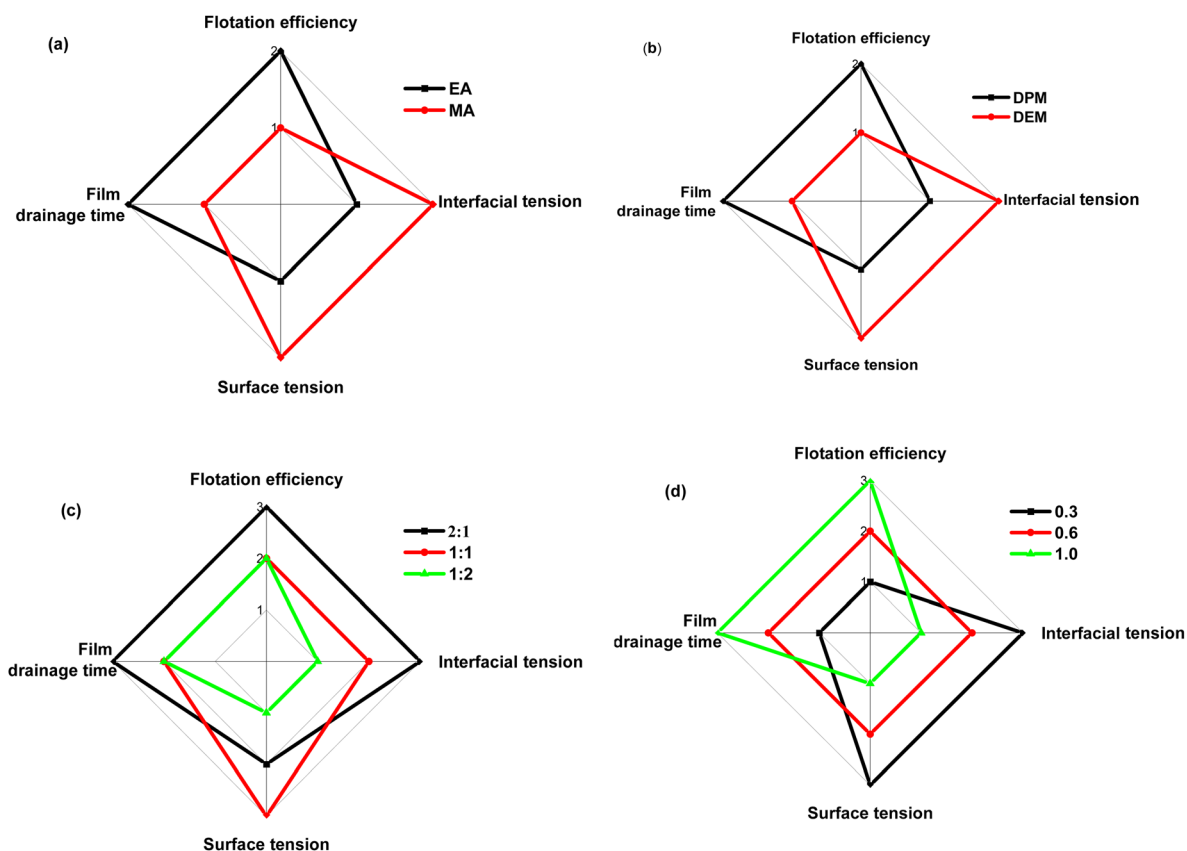 (a)
Flotation efficiency
2
1
EA
MA
Film
drainage time
Interfacial tension
Surface tension
(b)
Flotation efficiency
2
1
DPM
DEM
Film
drainage time
Interfacial tension
Surface tension
(c)
Flotation efficiency
3
2
1
2:1
1:1
1:2
Film
drainage time
Interfacial tension
Surface tension
(d)
Flotation efficiency
3
2
1
0.3
0.6
1.0
Film
drainage time
Interfacial tension
Surface tension